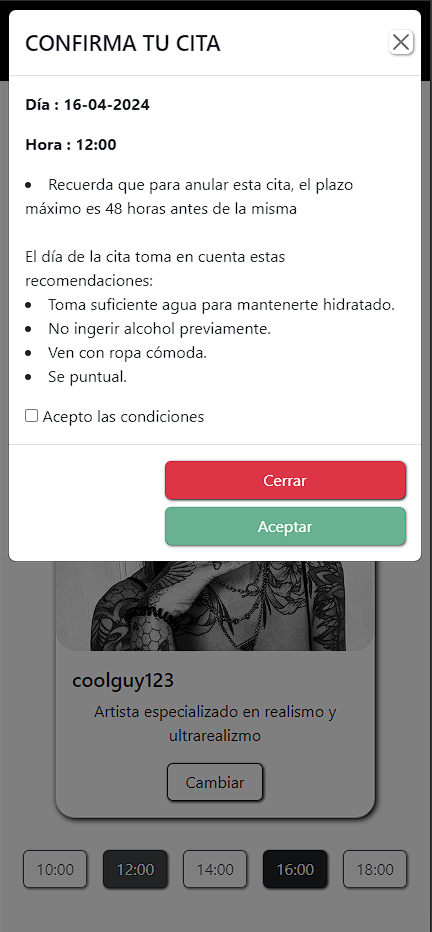 CONFIRMA TU CITA
Día : 16-04-2024
Hora : 12:00
• Recuerda que para anular esta cita, el plazo
máximo es 48 horas antes de la misma
El día de la cita toma en cuenta estas
recomendaciones:
• Toma suficiente agua para mantenerte hidratado.
• No ingerir alcohol previamente.
• Ven con ropa cómoda.
• Se puntual.
Acepto las condiciones
Cerrar
Aceptar
coolguy123
Artista especializado en realismo y
ultrarealizmo
Cambiar
10:00 12:00 14:00 16:00 18:00